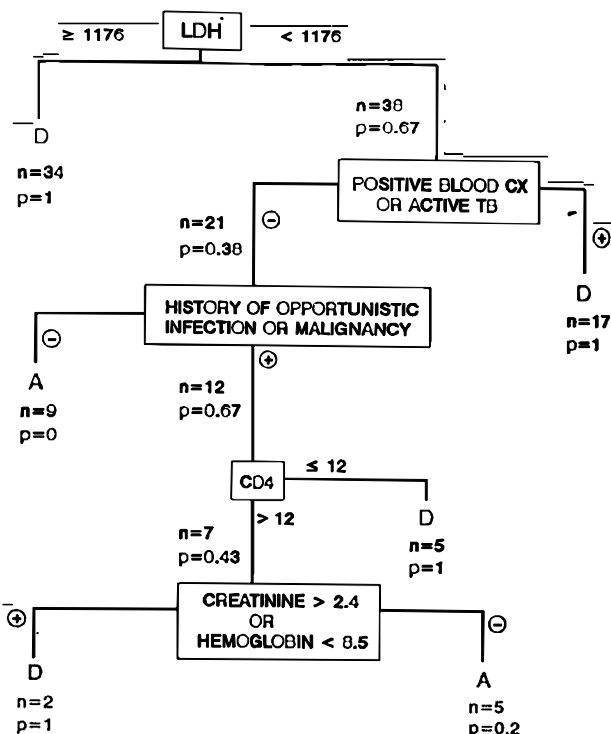 LDH
≥ 1176
< 1176
D
n=34
p=1
n=38
p=0.67
POSITIVE BLOOD CX
OR ACTIVE TB
n=21
p=0.38
⊖
⊕
D
n=17
p=1
HISTORY OF OPPORTUNISTIC
INFECTION OR MALIGNANCY
⊖
A
n=9
p=0
⊕
n=12
p=0.67
CD4
≤ 12
D
n=5
p=1
> 12
n=7
p=0.43
CREATININE > 2.4
OR
HEMOGLOBIN < 8.5
⊕
D
n=2
p=1
⊖
A
n=5
p=0.2